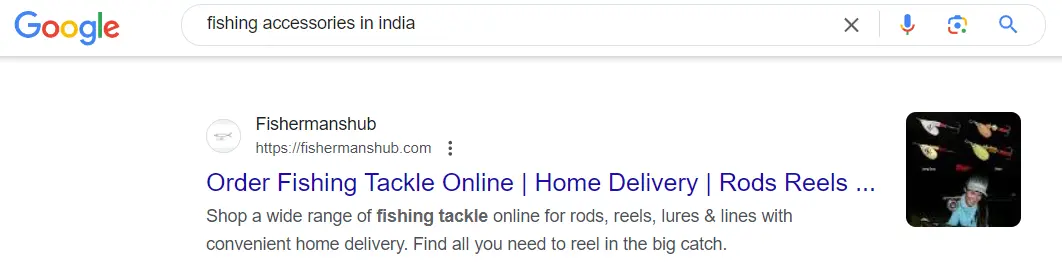 Google
fishing accessories in india
Fishermanshub
https://fishermanshub.com
Order Fishing Tackle Online | Home Delivery | Rods Reels ...
Shop a wide range of fishing tackle online for rods, reels, lures & lines with
convenient home delivery. Find all you need to reel in the big catch.